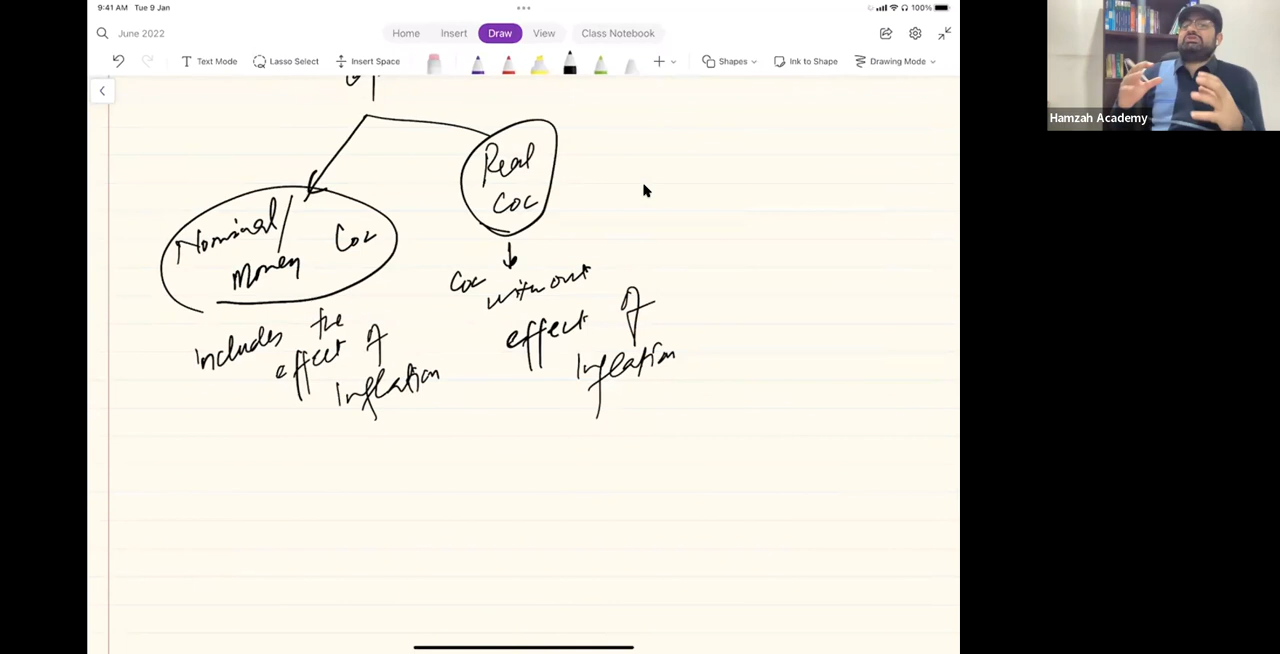 9:41 AM Tue 9 Jan
100%
June 2022
Home Insert Draw View Class Notebook
Text Mode Lasso Select Insert Space Shapes Ink to Shape Drawing Mode
Hamzah Academy
Real
COC
Nominal/
Money COC
COC without
effect of
Inflation
includes the
effect of
Inflation